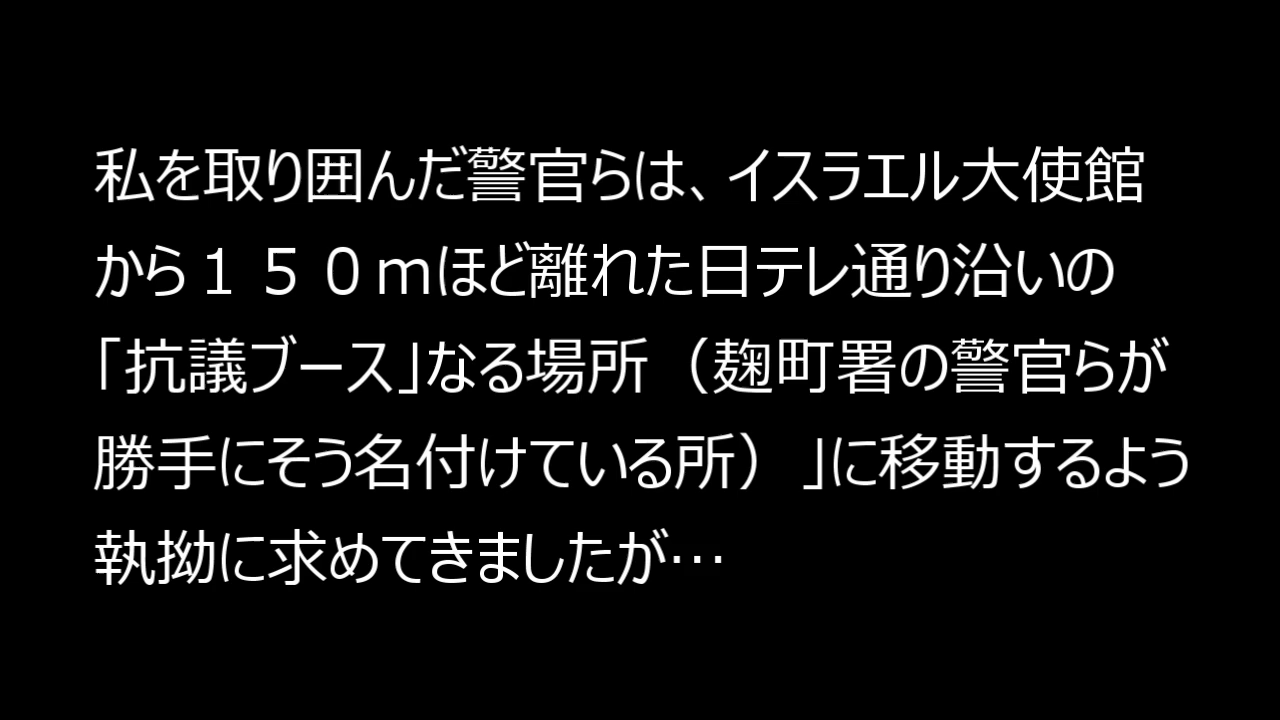 私を取り囲んだ警官らは、イスラエル大使館
から１５０ｍほど離れた日テレ通り沿いの
「抗議ブース」なる場所（麹町署の警官らが
勝手にそう名付けている所）」に移動するよう
執拗に求めてきましたが…